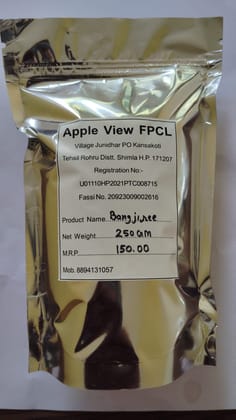 Apple View FPCL
Village Junidhar PO Kansakoti
Tehsil Rohru Distt. Shimla H.P. 171207
Registration No:-
U01110HP2021PTC008715
Fassi No. 20923009002616
Product Name. Bangjiree
Net Weight. 250 Gm
M.R.P. 150.00
Mob. 8894131057